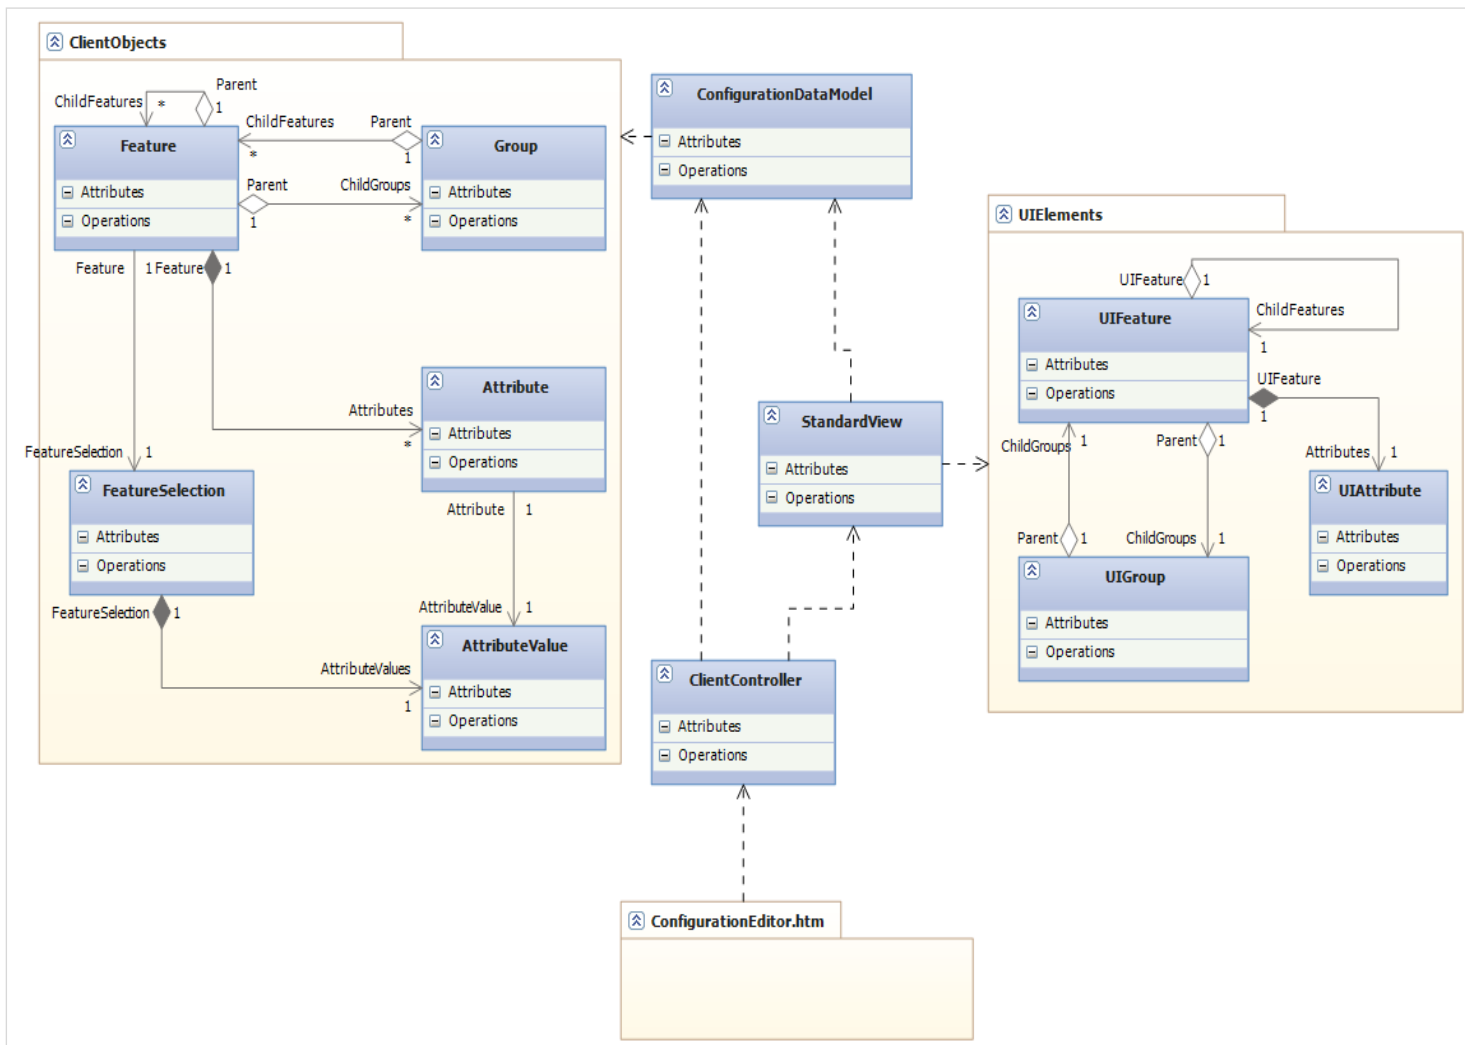 ClientObjects
Parent
ChildFeatures
*
1
Feature
Attributes
Operations
ChildFeatures
Parent
*
1
Parent
ChildGroups
1
*
Group
Attributes
Operations
Feature
1
Feature
1
Attributes
*
Attribute
Attributes
Operations
FeatureSelection
1
FeatureSelection
Attributes
Operations
Attribute
1
AttributeValue
1
FeatureSelection
1
AttributeValues
1
AttributeValue
Attributes
Operations
ConfigurationDataModel
Attributes
Operations
StandardView
Attributes
Operations
ClientController
Attributes
Operations
ConfigurationEditor.htm
UIElements
UIFeature
1
ChildFeatures
1
UIFeature
Attributes
Operations
UIFeature
1
ChildGroups
1
Parent
1
Attributes
1
UIAttribute
Attributes
Operations
Parent
1
ChildGroups
1
UIGroup
Attributes
Operations